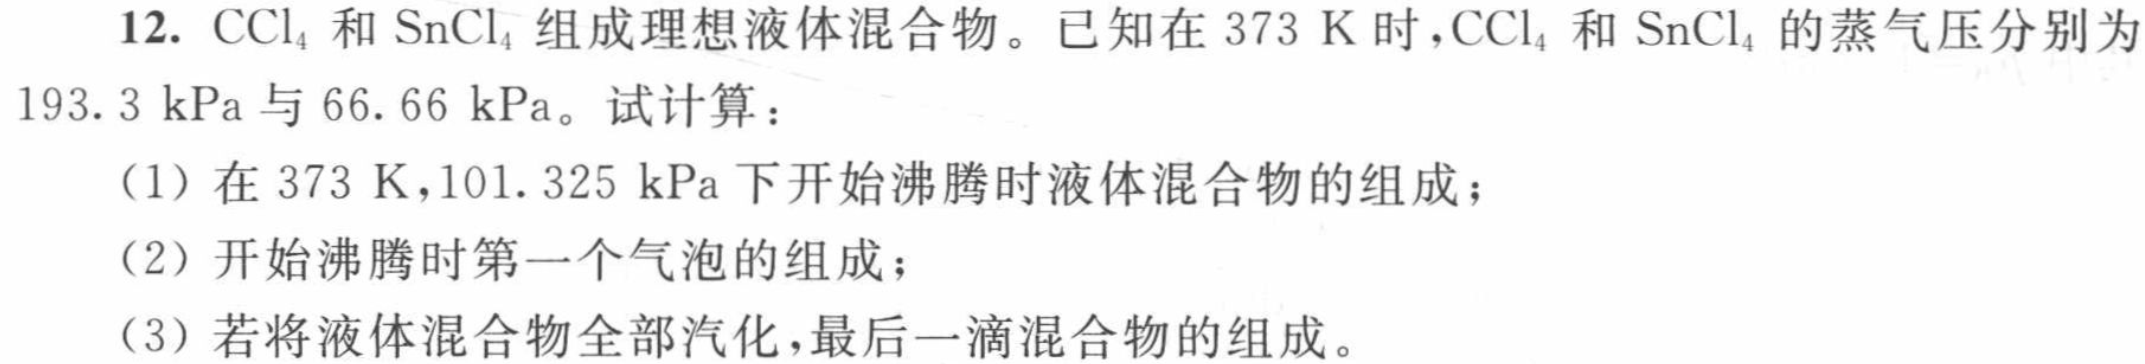 12. CCl₄ 和 SnCl₄ 组成理想液体混合物。已知在 373 K 时,CCl₄ 和 SnCl₄ 的蒸气压分别为
193.3 kPa 与 66.66 kPa。试计算:
(1) 在 373 K,101.325 kPa 下开始沸腾时液体混合物的组成;
(2) 开始沸腾时第一个气泡的组成;
(3) 若将液体混合物全部汽化,最后一滴混合物的组成。